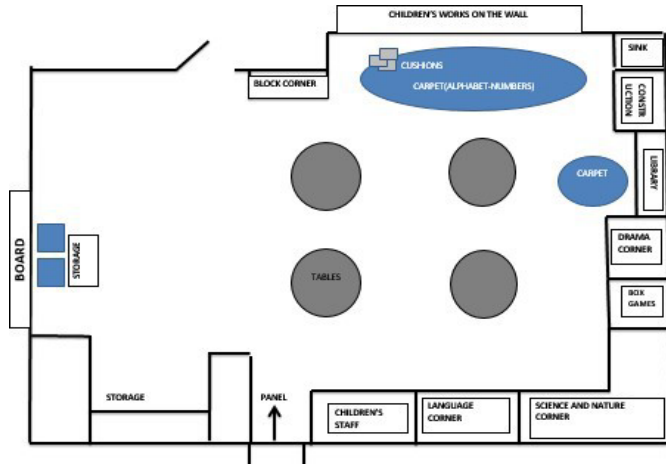 CHILDREN'S WORKS ON THE WALL
SINK
CUSHIONS
BLOCK CORNER
CARPET(ALPHABET-NUMBERS)
CONSTR
UCTION
CARPET
LIBRARY
DRAMA
CORNER
BOARD
STORAGE
TABLES
BOX
GAMES
STORAGE
PANEL
CHILDREN'S
STAFF
LANGUAGE
CORNER
SCIENCE AND NATURE
CORNER